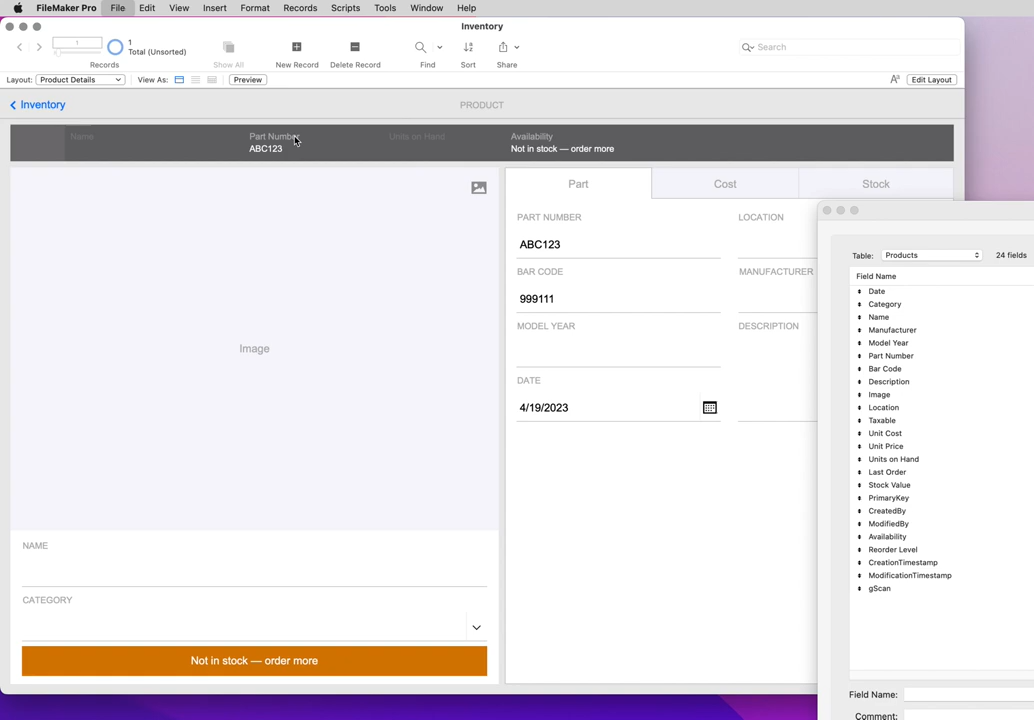 FileMaker Pro File Edit View Insert Format Records Scripts Tools Window Help
Inventory
1
Total (Unsorted)
Records
Show All
New Record
Delete Record
Find
Sort
Share
Search
Layout: Product Details
View As:
Preview
Edit Layout
Inventory
PRODUCT
Name
Part Number
Units on Hand
Availability
ABC123
Not in stock — order more
Image
NAME
CATEGORY
Not in stock — order more
Part
Cost
Stock
PART NUMBER
LOCATION
ABC123
BAR CODE
MANUFACTURER
999111
MODEL YEAR
DESCRIPTION
DATE
4/19/2023
Table: Products
24 fields
Field Name
Date
Category
Name
Manufacturer
Model Year
Part Number
Bar Code
Description
Image
Location
Taxable
Unit Cost
Unit Price
Units on Hand
Last Order
Stock Value
PrimaryKey
CreatedBy
ModifiedBy
Availability
Reorder Level
CreationTimestamp
ModificationTimestamp
gScan
Field Name:
Comment: